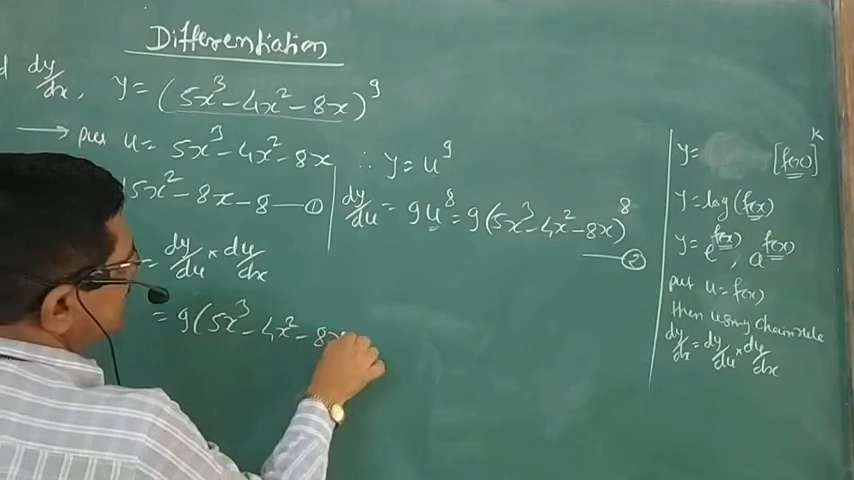 Differentiation
d dy/dx, y = (5x³-4x²-8x)⁹
→ put u = 5x³-4x²-8x ∴ y = u⁹
15x²-8x-8 —①
dy/du = 9u⁸ = 9(5x³-4x²-8x)⁸
—②
= dy/du × du/dx
= 9(5x³-4x²-8x
y = [f(x)]ᵏ
y = log(f(x))
y = e^f(x), a^f(x)
put u = f(x)
then using chain rule
dy/dx = dy/du × du/dx